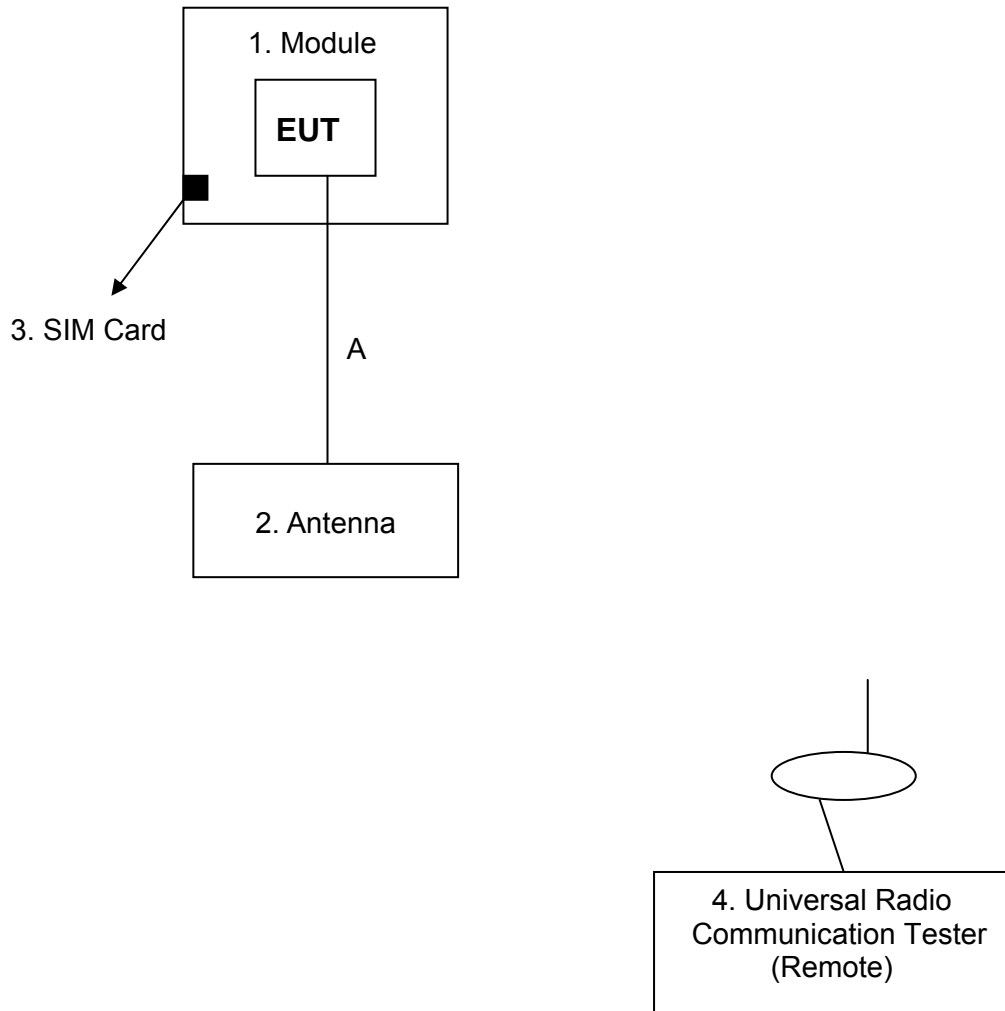 1. Module
EUT
3. SIM Card
A
2. Antenna
4. Universal Radio
Communication Tester
(Remote)